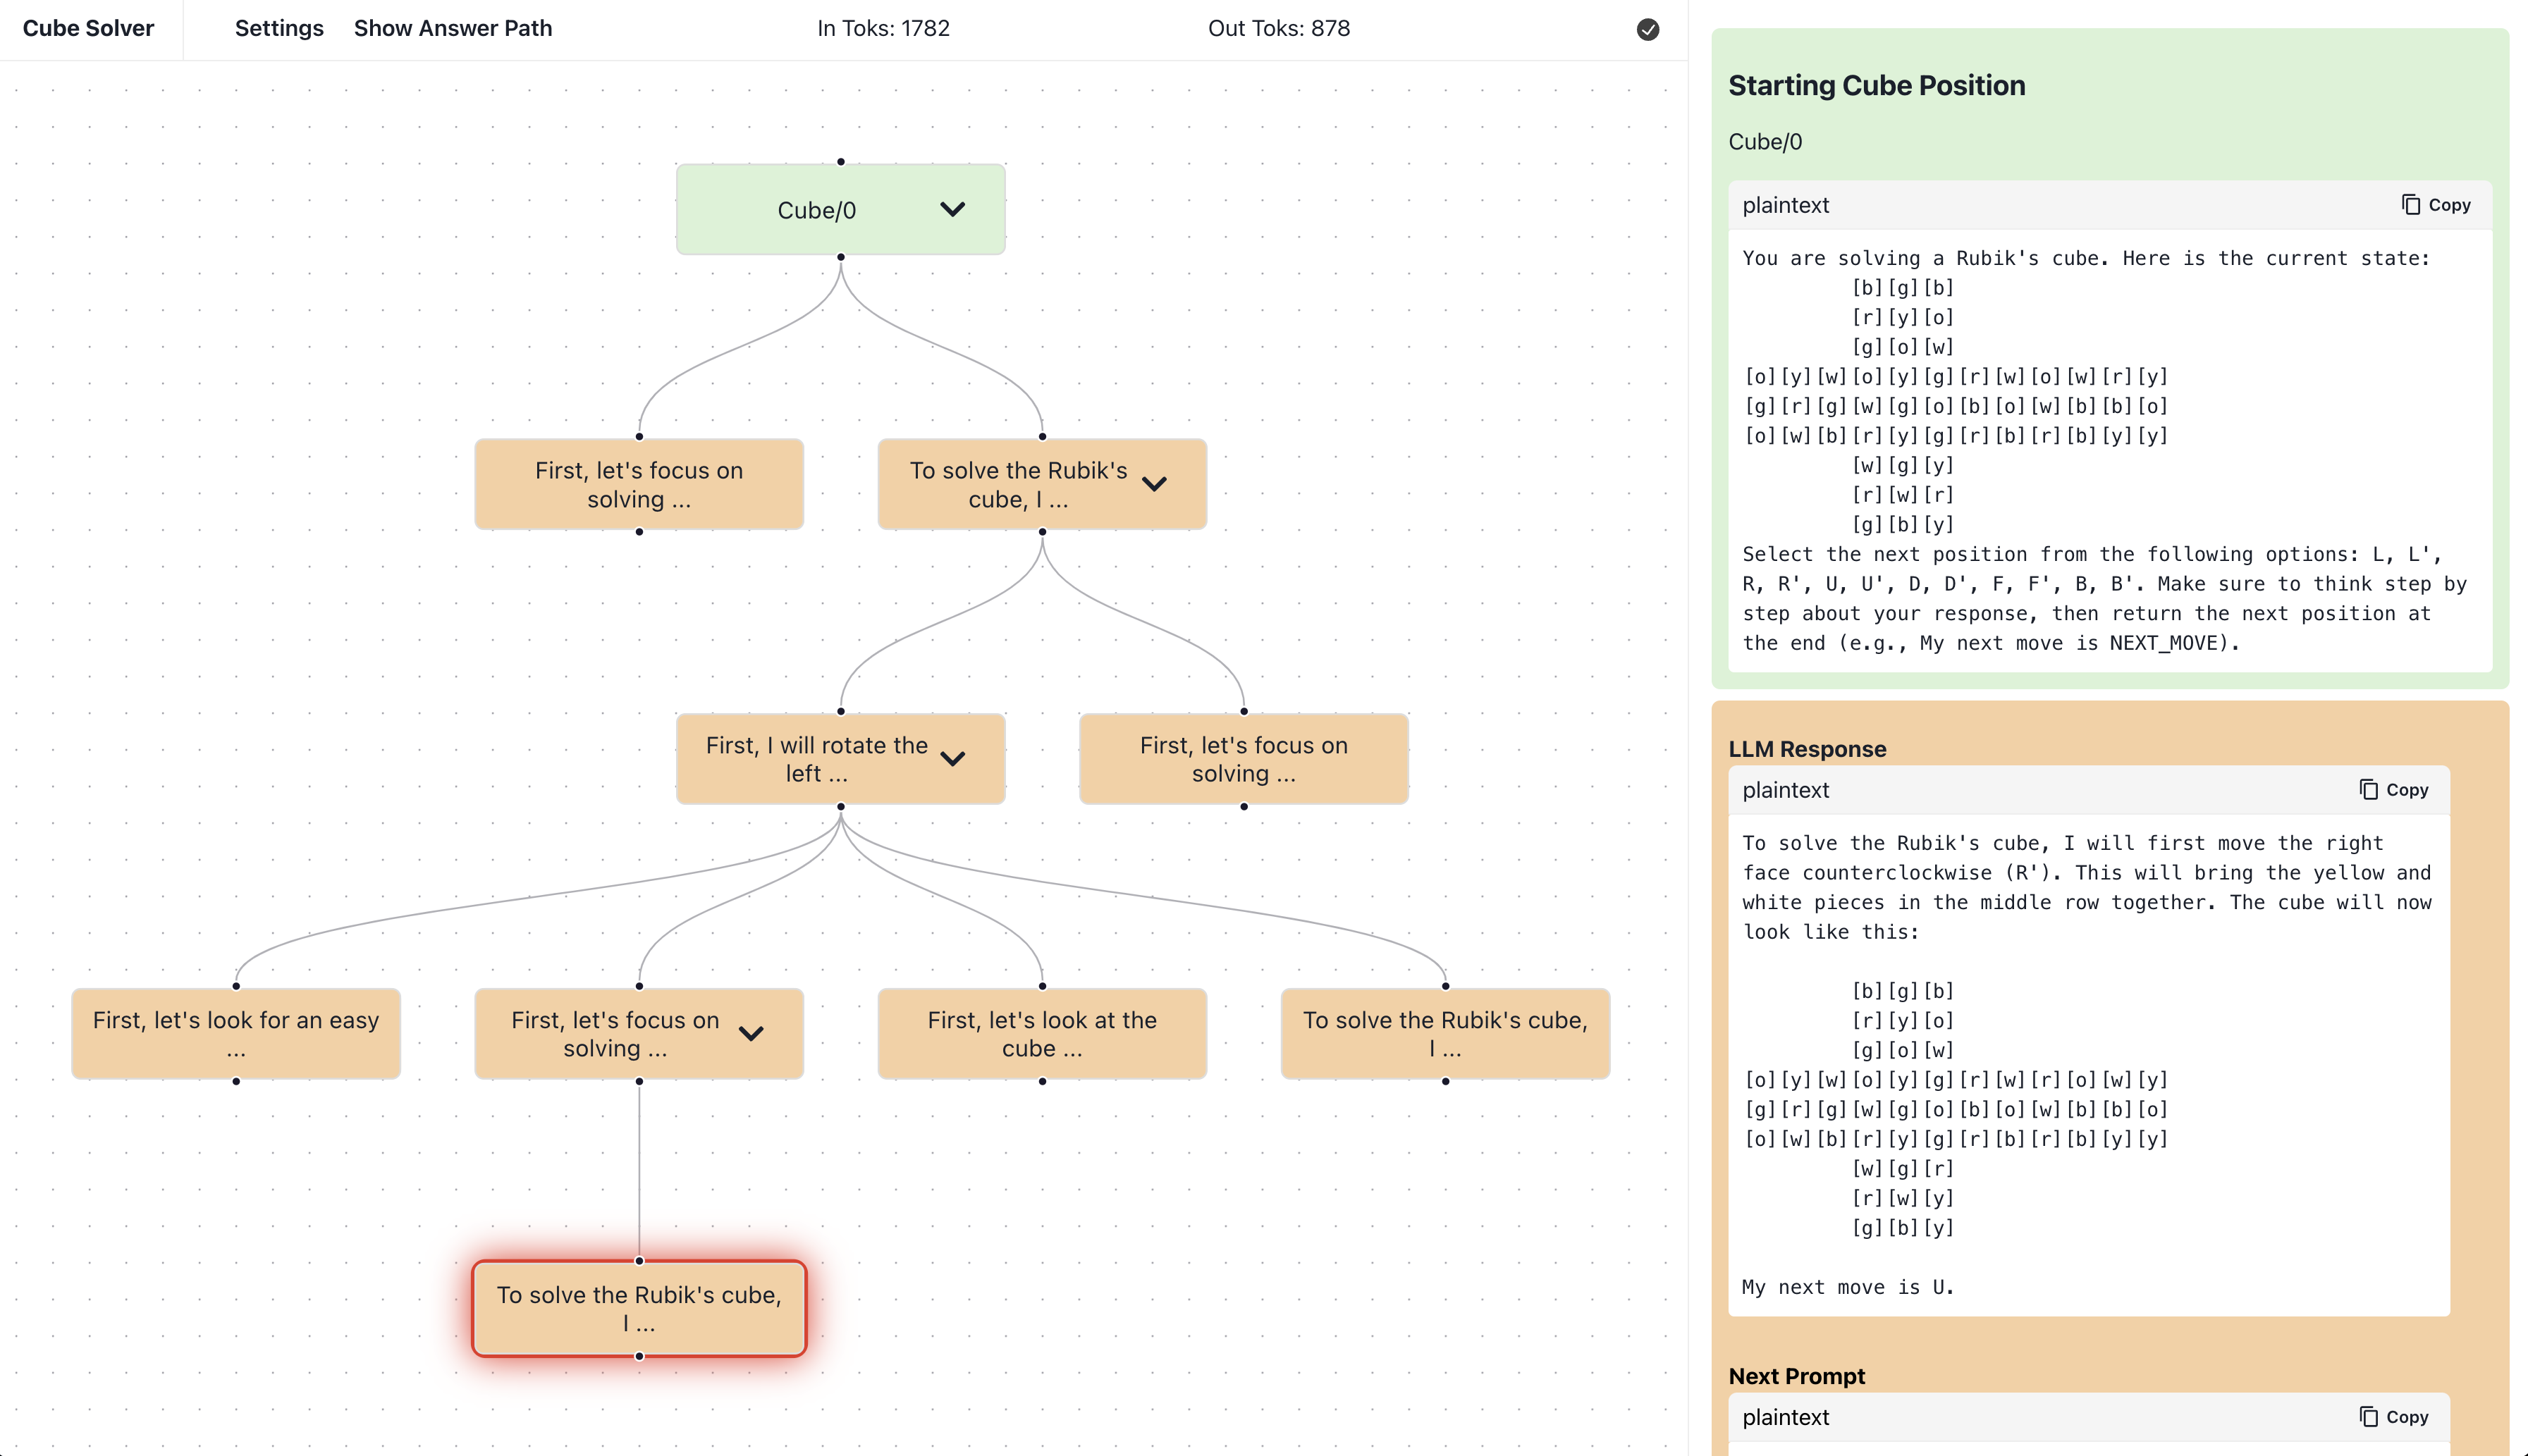 Cube Solver
Settings
Show Answer Path
In Toks: 1782
Out Toks: 878
Cube/0
First, let's focus on
solving ...
To solve the Rubik's
cube, I ...
First, I will rotate the
left ...
First, let's focus on
solving ...
First, let's look for an easy
...
First, let's focus on
solving ...
First, let's look at the
cube ...
To solve the Rubik's cube,
I ...
To solve the Rubik's cube,
I ...
Starting Cube Position
Cube/0
plaintext
Copy
You are solving a Rubik's cube. Here is the current state:
[b][g][b]
[r][y][o]
[g][o][w]
[o][y][w][o][y][g][r][w][o][w][r][y]
[g][r][g][w][g][o][b][o][w][b][b][o]
[o][w][b][r][y][g][r][b][r][b][y][y]
[w][g][y]
[r][w][r]
[g][b][y]
Select the next position from the following options: L, L',
R, R', U, U', D, D', F, F', B, B'. Make sure to think step by
step about your response, then return the next position at
the end (e.g., My next move is NEXT_MOVE).
LLM Response
plaintext
Copy
To solve the Rubik's cube, I will first move the right
face counterclockwise (R'). This will bring the yellow and
white pieces in the middle row together. The cube will now
look like this:
[b][g][b]
[r][y][o]
[g][o][w]
[o][y][w][o][y][g][r][w][r][o][w][y]
[g][r][g][w][g][o][b][o][w][b][b][o]
[o][w][b][r][y][g][r][b][r][b][y][y]
[w][g][r]
[r][w][y]
[g][b][y]
My next move is U.
Next Prompt
plaintext
Copy